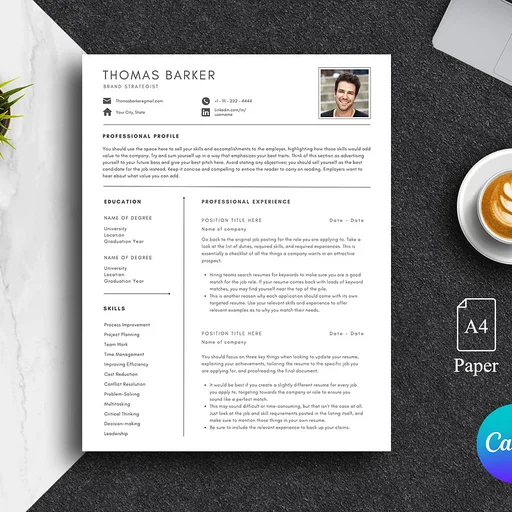 THOMAS BARKER
BRAND STRATEGIST
Thomasbarkeregmail.com
+1 - 111 - 222 - 4444
Your City, State
Linkedin.com/in/
username
PROFESSIONAL PROFILE
You should use the space here to sell your skills and accomplishments to the employer, highlighting how those skills would add
value to the company. Try and sum yourself up in a way that emphasizes your best traits. Think of this section as advertising
yourself to your future boss and give your best pitch here. Avoid stating any objectives; you should sell yourself as the best
candidate for the job instead. Keep it concise and compelling to entice the reader to carry on reading. Employers want to
hear about what value you can add.
EDUCATION
NAME OF DEGREE
University
Location
Graduation Year
NAME OF DEGREE
University
Location
Graduation Year
SKILLS
Process Improvement
Project Planning
Team Work
Time Management
Improving Efficiency
Cost Reduction
Conflict Resolution
Problem-Solving
Multitasking
Critical Thinking
Decision-making
Leadership
PROFESSIONAL EXPERIENCE
POSITION TITLE HERE Date - Date
Name of company
Go back to the original job posting for the role you are applying to. Take a
look at the list of duties, required skills, and required experiences. This is
essentially a checklist of all the things a company wants in an attractive
prospect.
• Hiring teams search resumes for keywords to make sure you are a good
match for the job role. If your resume comes back with loads of keyword
matches, you may find yourself near the top of the pile.
• This is another reason why each application should come with its own
targeted resume. Use your relevant skills and experience to offer
relevant examples as to why you match their needs.
POSITION TITLE HERE Date - Date
Name of company
You should focus on three key things when looking to update your resume,
explaining your achievements, tailoring the resume to the specific job you
are applying for, and proofreading the final document.
• It would be best if you create a slightly different resume for every job
you apply to, targeting towards the company or role to ensure you
sound like a perfect match.
• This may sound difficult or time-consuming, but that isn't the case at all.
Just look at the job and skill requirements posted in the listing itself, and
make sure to mention those things in your own resume.
• Be sure to include the relevant experience to back up your claims.
A4
Paper
Ca